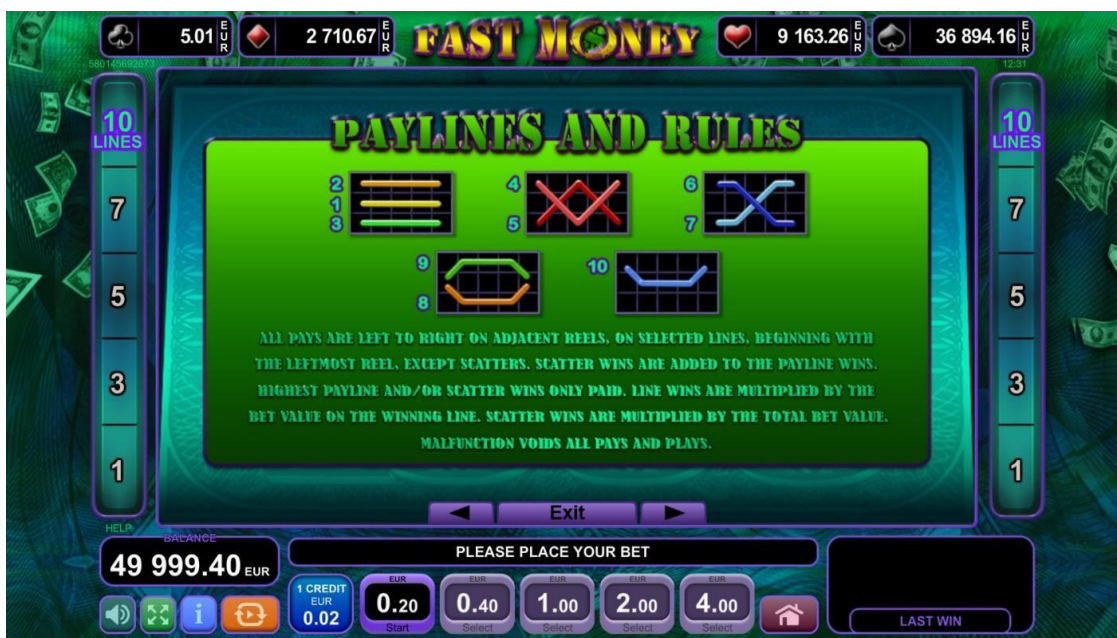 5.01 EUR
2 710.67 EUR
FAST MONEY
9 163.26 EUR
36 894.16 EUR
580145692673
12:31
10
LINES
7
5
3
1
10
LINES
7
5
3
1
PAYLINES AND RULES
2
1
3
4
5
6
7
9
8
10
ALL PAYS ARE LEFT TO RIGHT ON ADJACENT REELS, ON SELECTED LINES, BEGINNING WITH
THE LEFTMOST REEL, EXCEPT SCATTERS. SCATTER WINS ARE ADDED TO THE PAYLINE WINS.
HIGHEST PAYLINE AND/OR SCATTER WINS ONLY PAID. LINE WINS ARE MULTIPLIED BY THE
BET VALUE ON THE WINNING LINE. SCATTER WINS ARE MULTIPLIED BY THE TOTAL BET VALUE.
MALFUNCTION VOIDS ALL PAYS AND PLAYS.
Exit
HELP
BALANCE
49 999.40 EUR
PLEASE PLACE YOUR BET
1 CREDIT
EUR
0.02
EUR
0.20
Start
EUR
0.40
Select
EUR
1.00
Select
EUR
2.00
Select
EUR
4.00
Select
LAST WIN